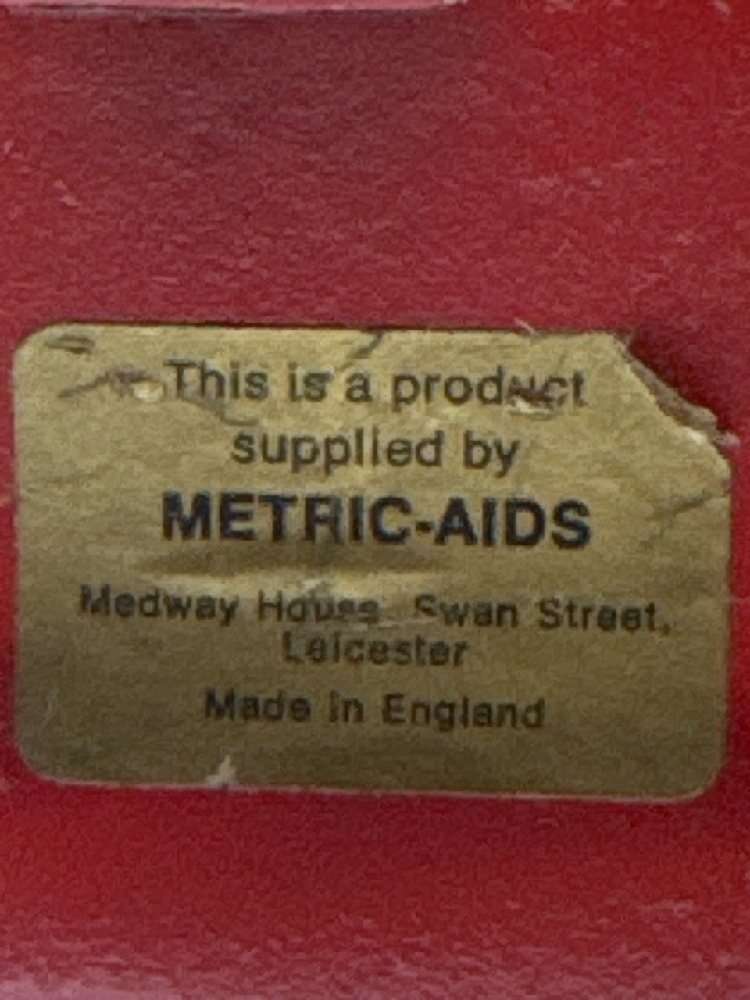 This is a product
supplied by
METRIC-AIDS
Medway House, Swan Street,
Leicester
Made in England